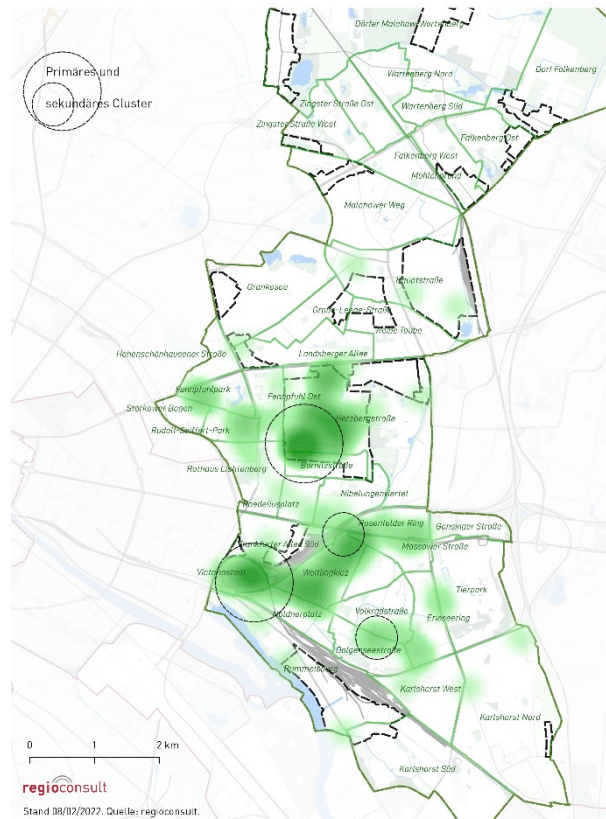 Dörfer Malchow-Wartenberg
Primäres und
sekundäres Cluster
Wartenberg Nord
Dorf Falkenberg
Zingster Straße Ost
Wartenberg Süd
Zingster Straße West
Falkenberg Ost
Falkenberg West
Mühlengrund
Malchower Weg
Hauptstraße
Orankesee
Große-Leege-Straße
Weiße Taube
Hohenschönhausener Straße
Landsberger Allee
Fennpfuhlpark
Fennpfuhl Ost
Storkower Bogen
Herzbergstraße
Rudolf-Seiffert-Park
Rathaus Lichtenberg
Bornitzstraße
Nibelungenviertel
Roedeliusplatz
Rosenfelder Ring
Gensinger Straße
Frankfurter Allee Süd
Massower Straße
Victoriastadt
Weitlingkiez
Tierpark
Nöldnerplatz
Volkradstraße
Erieseering
Dolgenseestraße
Rummelsburg
Karlshorst West
Karlshorst Nord
0 1 2 km
Karlshorst Süd
regioconsult
Stand 08/02/2022. Quelle: regioconsult.